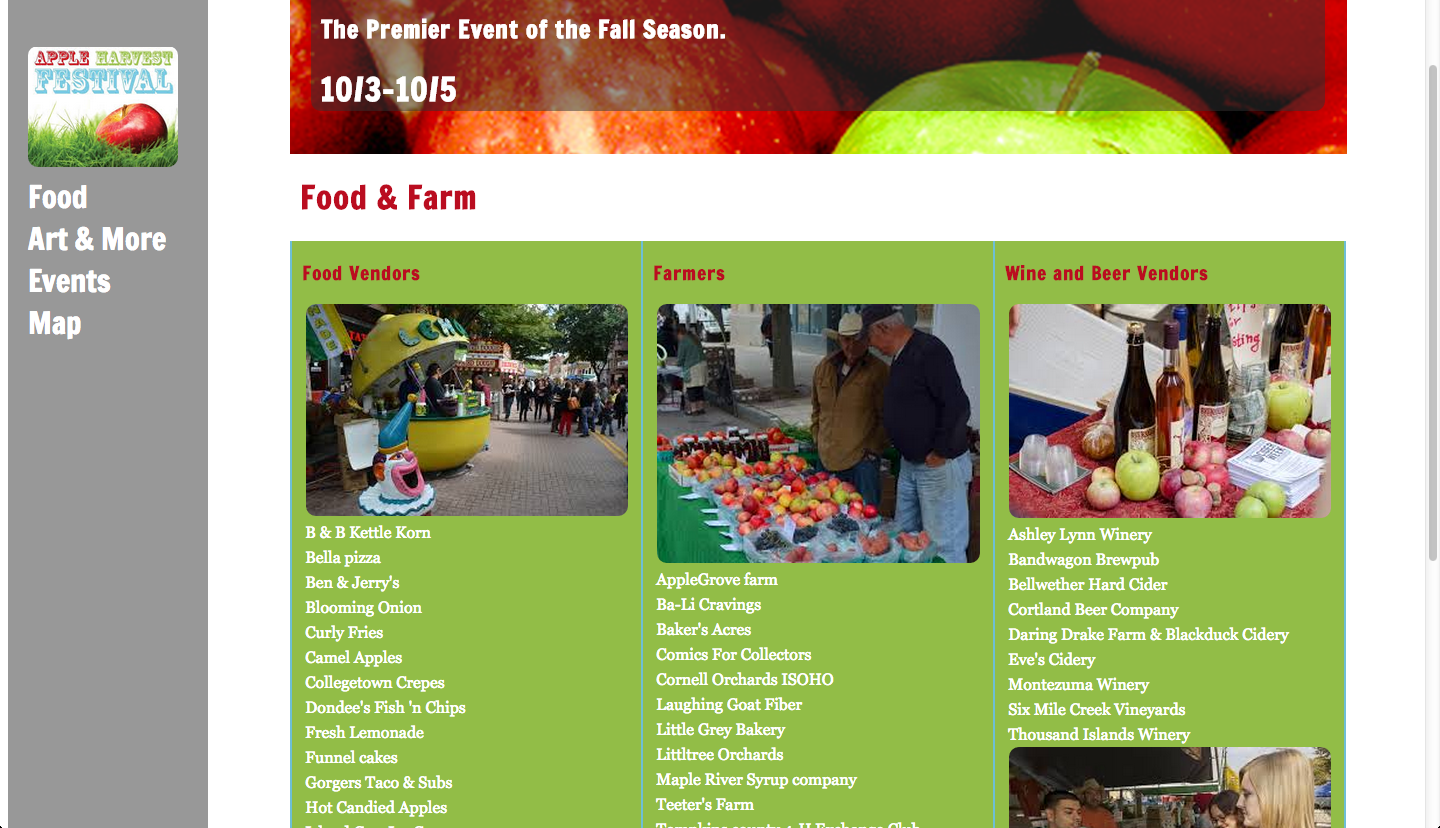 APPLE HARVEST
FESTIVAL
Food
Art & More
Events
Map
The Premier Event of the Fall Season.
10/3-10/5
Food & Farm
Food Vendors
LEMO
B & B Kettle Korn
Bella pizza
Ben & Jerry's
Blooming Onion
Curly Fries
Camel Apples
Collegetown Crepes
Dondee's Fish 'n Chips
Fresh Lemonade
Funnel cakes
Gorgers Taco & Subs
Hot Candied Apples
Farmers
AppleGrove farm
Ba-Li Cravings
Baker's Acres
Comics For Collectors
Cornell Orchards ISOHO
Laughing Goat Fiber
Little Grey Bakery
Littltree Orchards
Maple River Syrup company
Teeter's Farm
Wine and Beer Vendors
Ashley Lynn Winery
Bandwagon Brewpub
Bellwether Hard Cider
Cortland Beer Company
Daring Drake Farm & Blackduck Cidery
Eve's Cidery
Montezuma Winery
Six Mile Creek Vineyards
Thousand Islands Winery